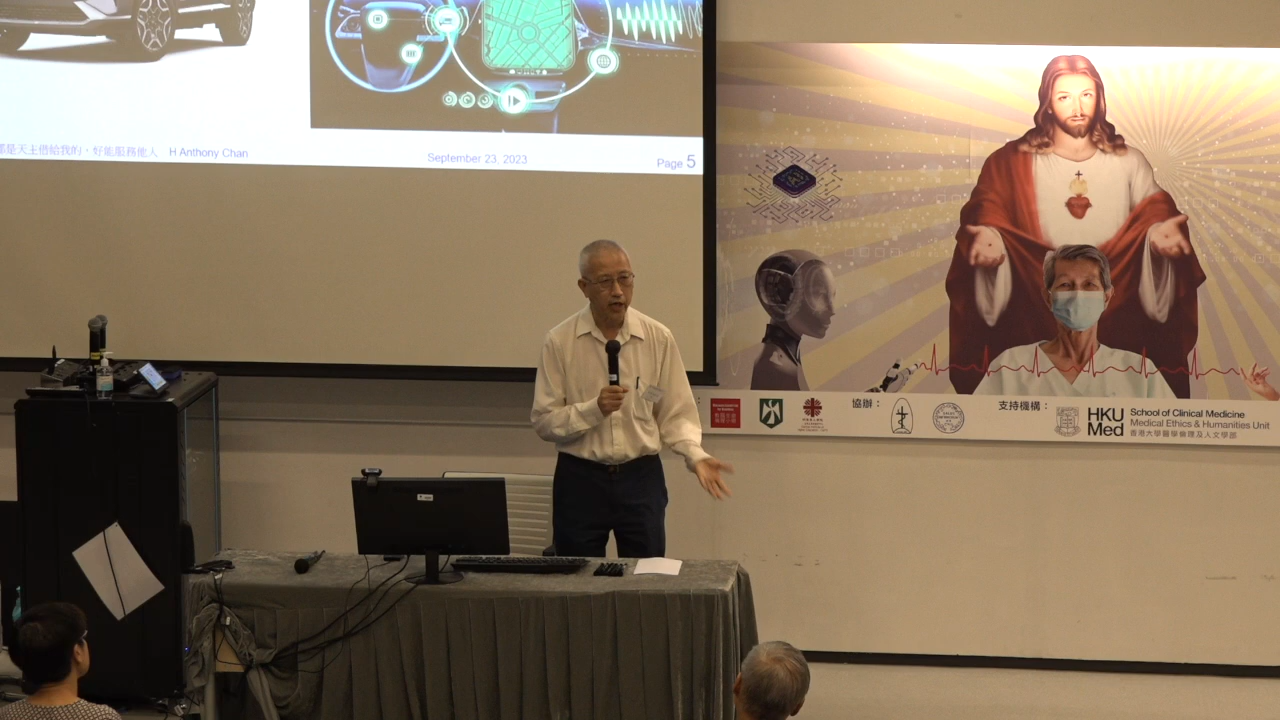 都是天主借給我的，好能服務他人 H Anthony Chan
September 23, 2023
Page 5
協辦：
支持機構：
HKU
Med
School of Clinical Medicine
Medical Ethics & Humanities Unit
香港大學醫學倫理及人文學部